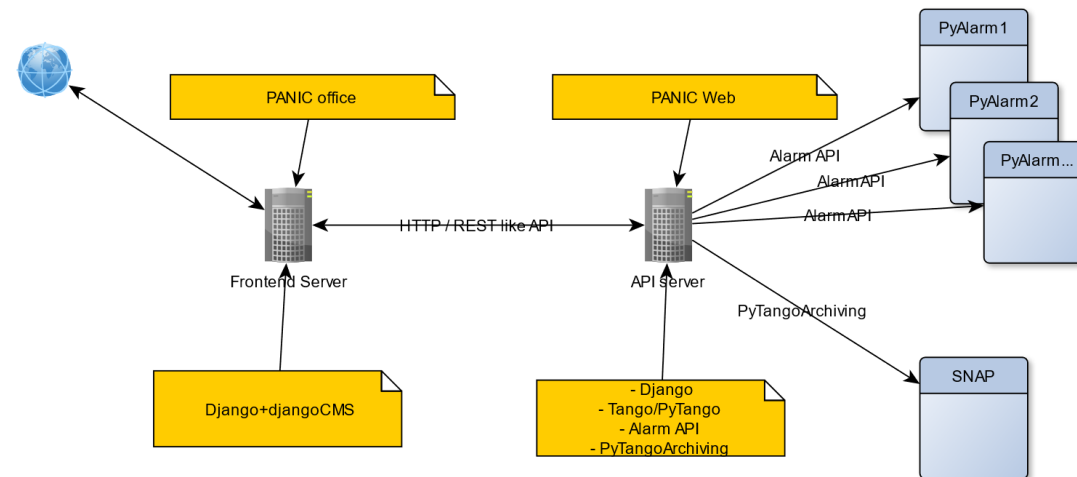 PyAlarm1
PANIC office
PANIC Web
PyAlarm2
Alarm API
PyAlarm...
AlarmAPI
AlarmAPI
HTTP / REST like API
Frontend Server
API server
PyTangoArchiving
SNAP
Django+djangoCMS
- Django
- Tango/PyTango
- Alarm API
- PyTangoArchiving